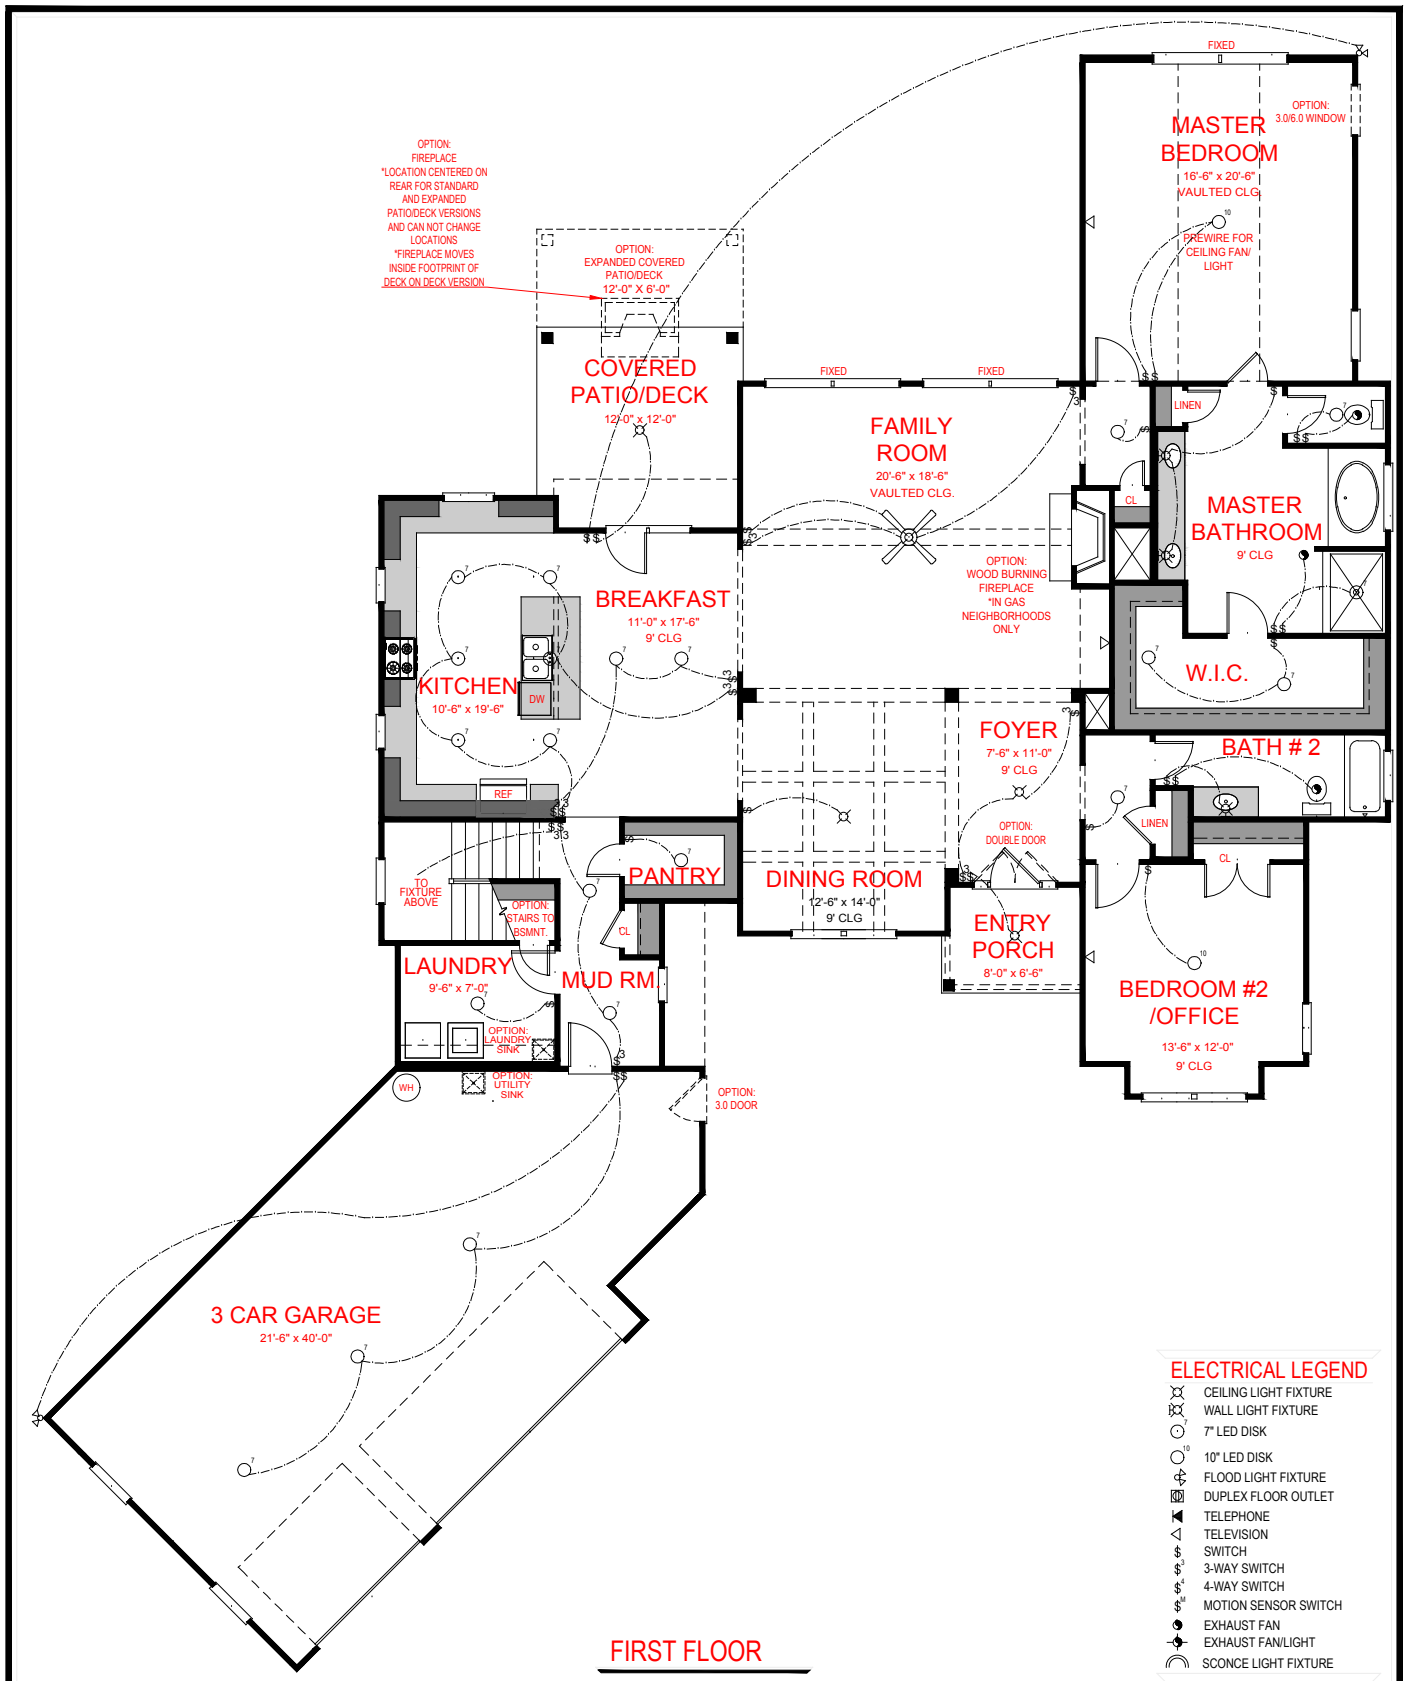 FIXED
OPTION:
3.0/6.0 WINDOW
MASTER
BEDROOM
16'-6" x 20'-6"
VAULTED CLG.
10
PREWIRE FOR
CEILING FAN/
LIGHT
OPTION:
FIREPLACE
*LOCATION CENTERED ON
REAR FOR STANDARD
AND EXPANDED
PATIO/DECK VERSIONS
AND CAN NOT CHANGE
LOCATIONS
*FIREPLACE MOVES
INSIDE FOOTPRINT OF
DECK ON DECK VERSION
OPTION:
EXPANDED COVERED
PATIO/DECK
12'-0" X 6'-0"
COVERED
PATIO/DECK
12'-0" x 12'-0"
FIXED
FIXED
FAMILY
ROOM
20'-6" x 18'-6"
VAULTED CLG.
LINEN
CL
MASTER
BATHROOM
9' CLG
OPTION:
WOOD BURNING
FIREPLACE
*IN GAS
NEIGHBORHOODS
ONLY
BREAKFAST
11'-0" x 17'-6"
9' CLG
KITCHEN
10'-6" x 19'-6"
DW
REF
W.I.C.
FOYER
7'-6" x 11'-0"
9' CLG
BATH # 2
OPTION:
DOUBLE DOOR
LINEN
CL
PANTRY
DINING ROOM
12'-6" x 14'-0"
9' CLG
TO
FIXTURE
ABOVE
OPTION:
STAIRS TO
BSMNT.
CL
ENTRY
PORCH
8'-0" x 6'-6"
LAUNDRY
9'-6" x 7'-0"
MUD RM.
BEDROOM #2
/OFFICE
13'-6" x 12'-0"
9' CLG
10
OPTION:
LAUNDRY
SINK
OPTION:
UTILITY
SINK
WH
OPTION:
3.0 DOOR
3 CAR GARAGE
21'-6" x 40'-0"
ELECTRICAL LEGEND
CEILING LIGHT FIXTURE
WALL LIGHT FIXTURE
7 7" LED DISK
10 10" LED DISK
FLOOD LIGHT FIXTURE
DUPLEX FLOOR OUTLET
TELEPHONE
TELEVISION
$ SWITCH
$3 3-WAY SWITCH
$4 4-WAY SWITCH
$M MOTION SENSOR SWITCH
EXHAUST FAN
EXHAUST FAN/LIGHT
SCONCE LIGHT FIXTURE
FIRST FLOOR